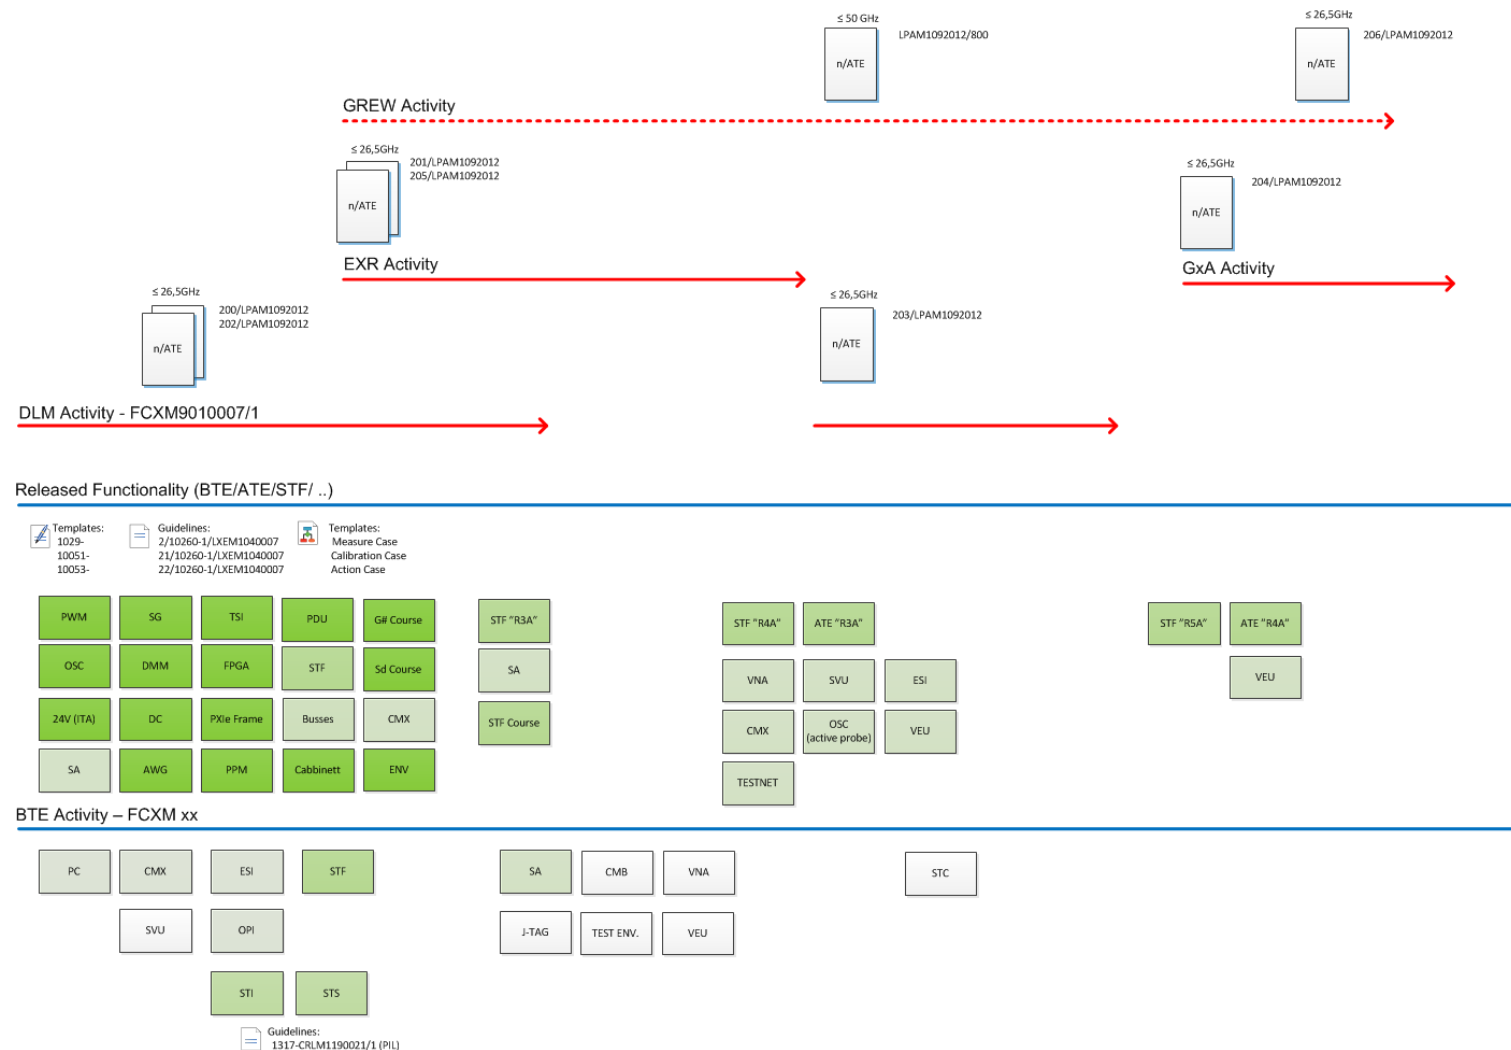 ≤ 50 GHz
LPAM1092012/800
n/ATE
≤ 26,5GHz
206/LPAM1092012
n/ATE
GREW Activity
≤ 26,5GHz
201/LPAM1092012
205/LPAM1092012
n/ATE
≤ 26,5GHz
204/LPAM1092012
n/ATE
EXR Activity
GxA Activity
≤ 26,5GHz
200/LPAM1092012
202/LPAM1092012
n/ATE
≤ 26,5GHz
203/LPAM1092012
n/ATE
DLM Activity - FCXM9010007/1
Released Functionality (BTE/ATE/STF/ ..)
Templates:
1029-
10051-
10053-
Guidelines:
2/10260-1/LXEM1040007
21/10260-1/LXEM1040007
22/10260-1/LXEM1040007
Templates:
Measure Case
Calibration Case
Action Case
PWM
SG
TSI
PDU
G# Course
OSC
DMM
FPGA
STF
Sd Course
24V (ITA)
DC
PXIe Frame
Busses
CMX
SA
AWG
PPM
Cabbinett
ENV
STF "R3A"
SA
STF Course
STF "R4A"
ATE "R3A"
VNA
SVU
ESI
CMX
OSC
(active probe)
VEU
TESTNET
STF "R5A"
ATE "R4A"
VEU
BTE Activity – FCXM xx
PC
CMX
ESI
STF
SVU
OPI
STI
STS
Guidelines:
1317-CRLM1190021/1 (PIL)
SA
CMB
VNA
J-TAG
TEST ENV.
VEU
STC